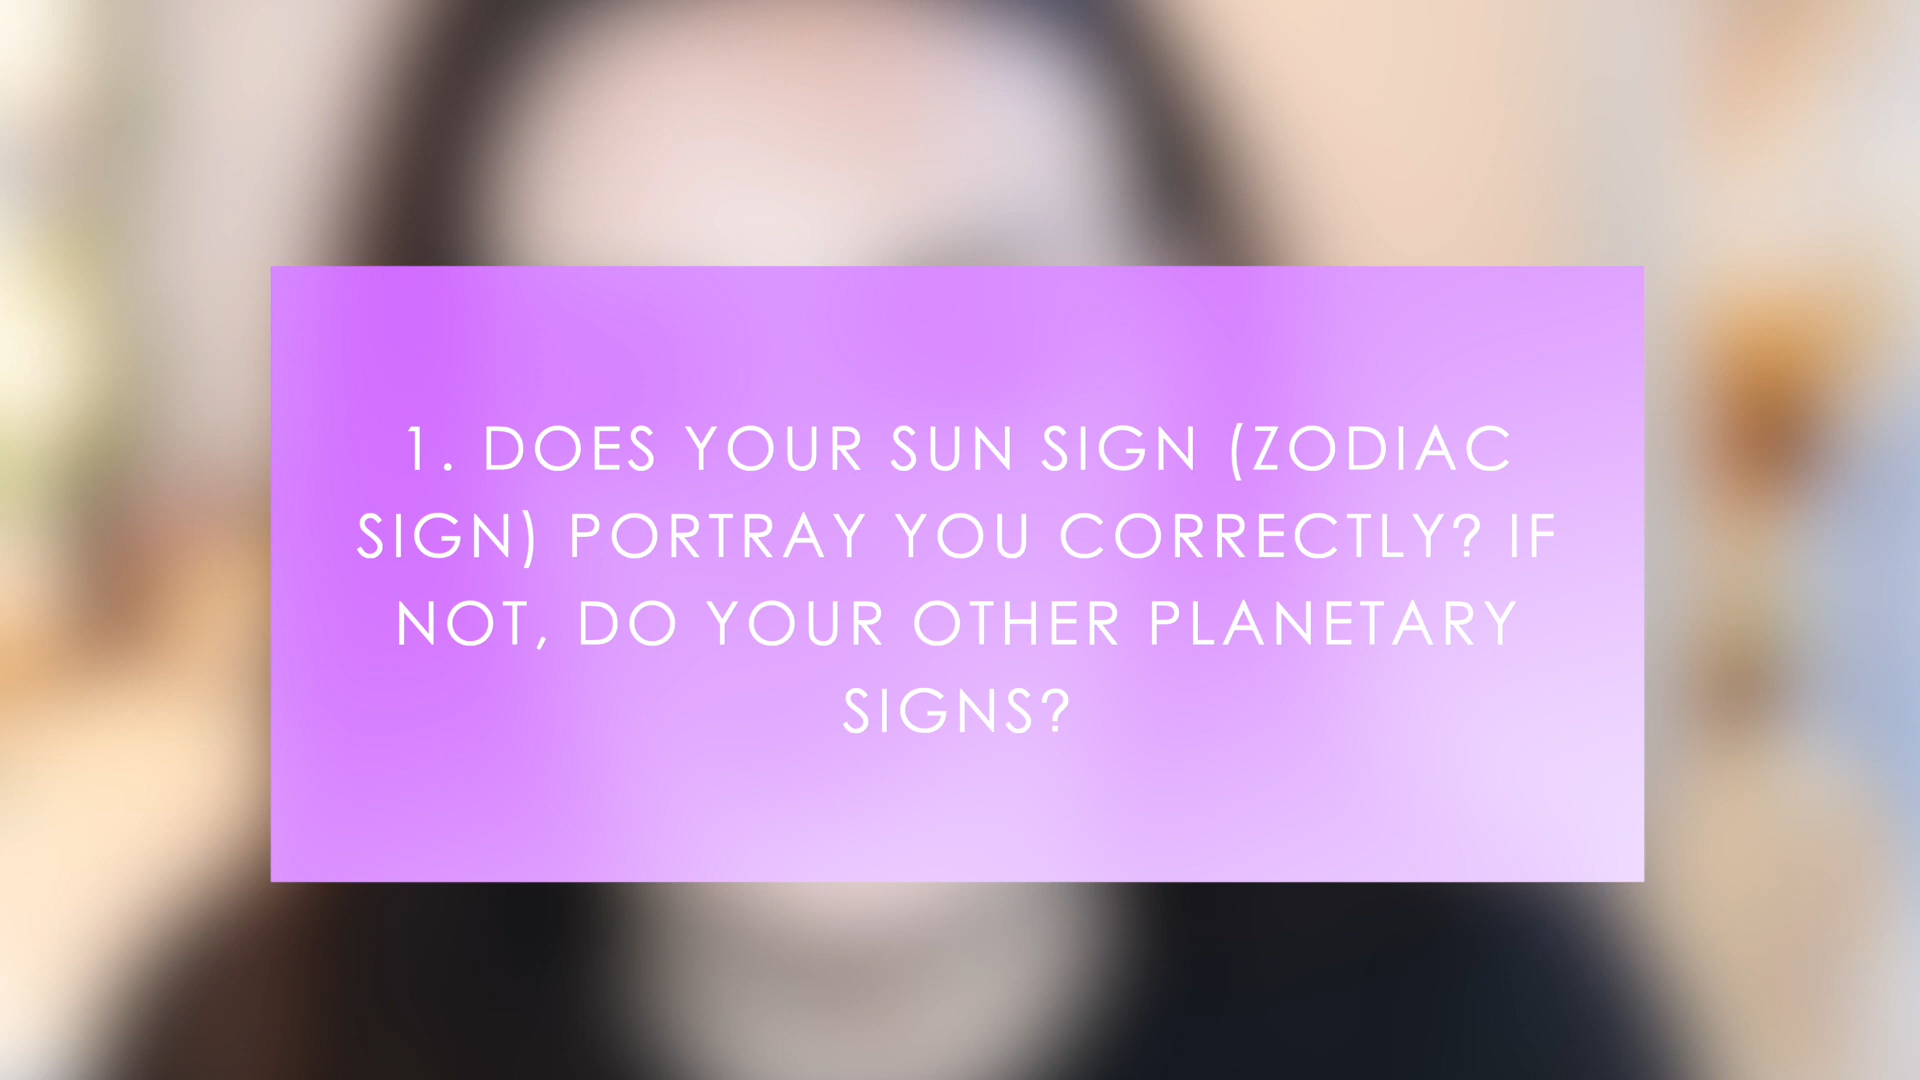 1. DOES YOUR SUN SIGN (ZODIAC
SIGN) PORTRAY YOU CORRECTLY? IF
NOT, DO YOUR OTHER PLANETARY
SIGNS?